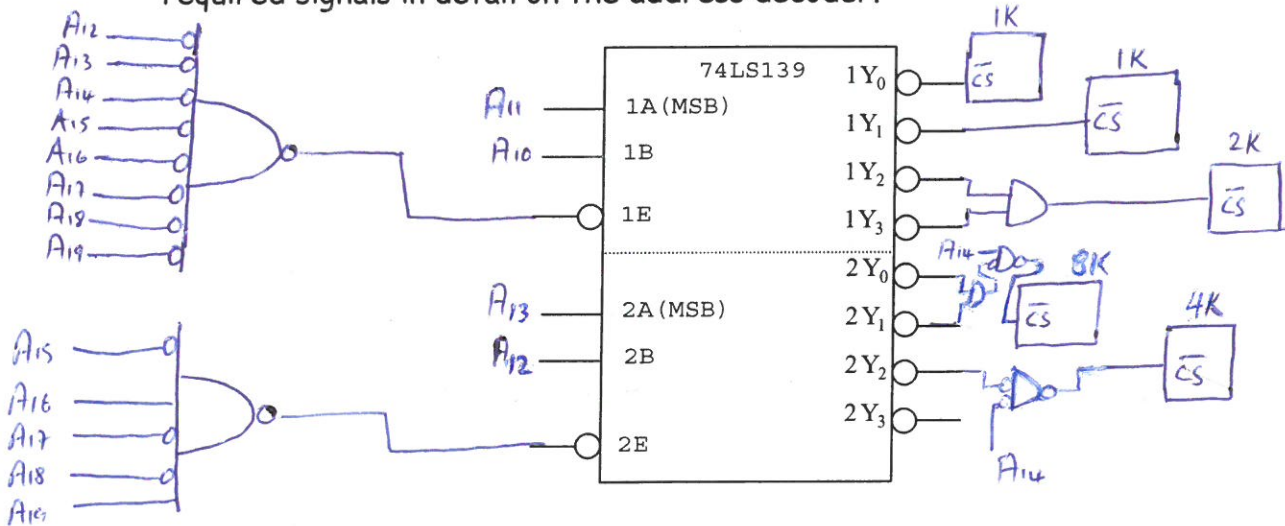 required signals in detail on the address decoder.
A12
A13
A14
A15
A16
A17
A18
A19
A11
A10
74LS139
1A(MSB)
1B
1E
1Y0
1Y1
1Y2
1Y3
1K
CS
1K
CS
2K
CS
A15
A16
A17
A18
A19
A13
A12
2A(MSB)
2B
2E
2Y0
2Y1
2Y2
2Y3
A14
8K
CS
4K
CS
A14